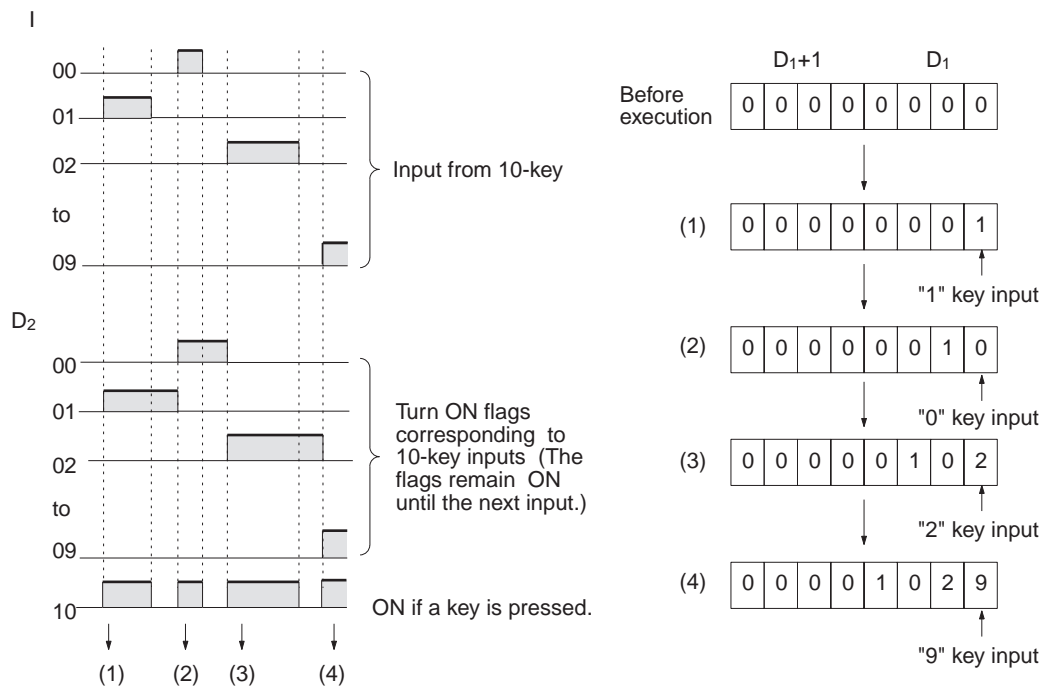 I
00
01
02
to
09
Input from 10-key
D2
00
01
02
to
09
10
Turn ON flags
corresponding to
10-key inputs (The
flags remain ON
until the next input.)
ON if a key is pressed.
(1) (2) (3) (4)
D1+1 D1
Before
execution
0 0 0 0 0 0 0 0
(1) 0 0 0 0 0 0 0 1
"1" key input
(2) 0 0 0 0 0 0 1 0
"0" key input
(3) 0 0 0 0 0 1 0 2
"2" key input
(4) 0 0 0 0 1 0 2 9
"9" key input